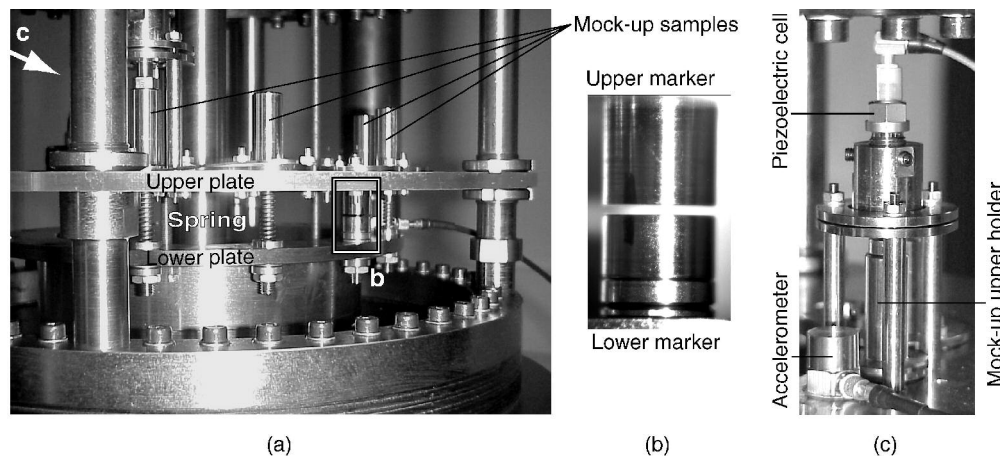 c
Mock-up samples
Upper plate
Spring
Lower plate
b
Upper marker
Lower marker
Piezoelectric cell
Accelerometer
Mock-up upper holder
(a)
(b)
(c)